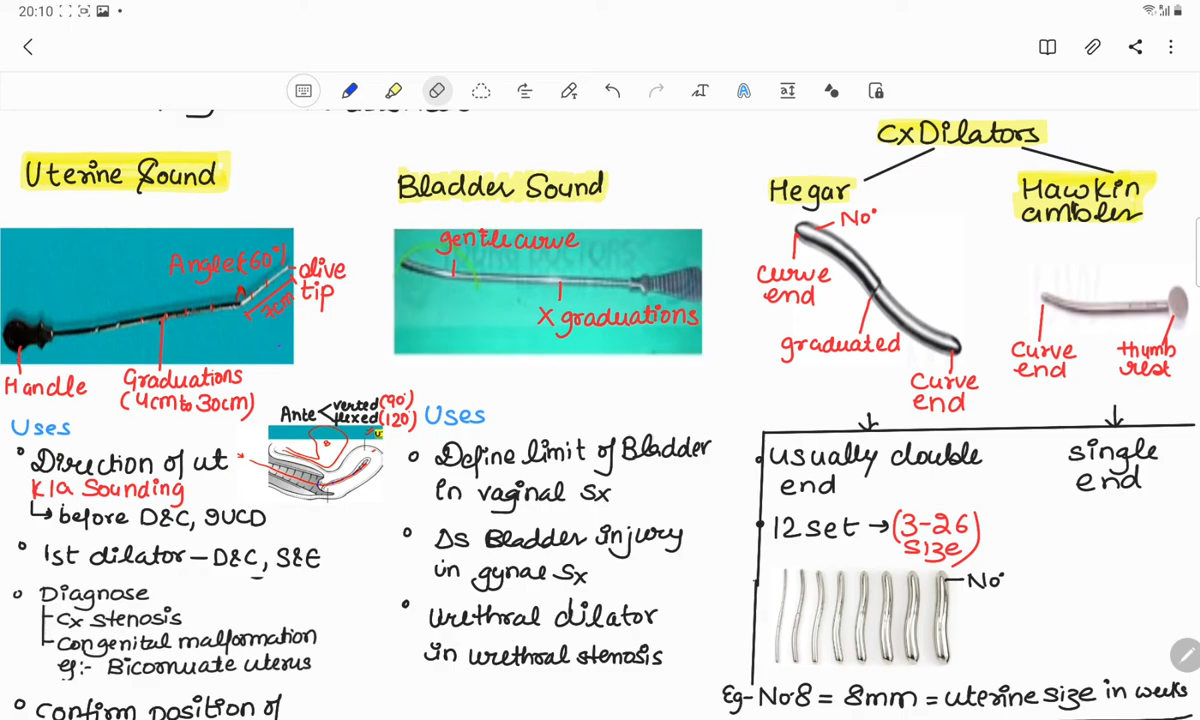 20:10
Uterine Sound
Angle (60°)
olive
tip
7cm
Handle
Graduations
(4cm to 30cm)
Uses
Ante < verted (90°)
flexed (120°)
B
Direction of ut
K/a Sounding
↳ before D&C, IUCD
1st dilator – D&C, S&E
Diagnose
Cx stenosis
Congenital malformation
eg:- Bicornuate uterus
Confirm position of
Bladder Sound
gentle curve
X graduations
Uses
Define limit of Bladder
in vaginal Sx
Δs Bladder injury
in gynae Sx
Urethral dilator
in urethral stenosis
Cx Dilators
Hegar
No°
Curve
end
graduated
Curve
end
Hawkin
ambler
Curve
end
thumb
rest
usually double
end
single
end
12 set → (3-26
size)
No°
Eg- No 8 = 8mm = uterine size in weeks